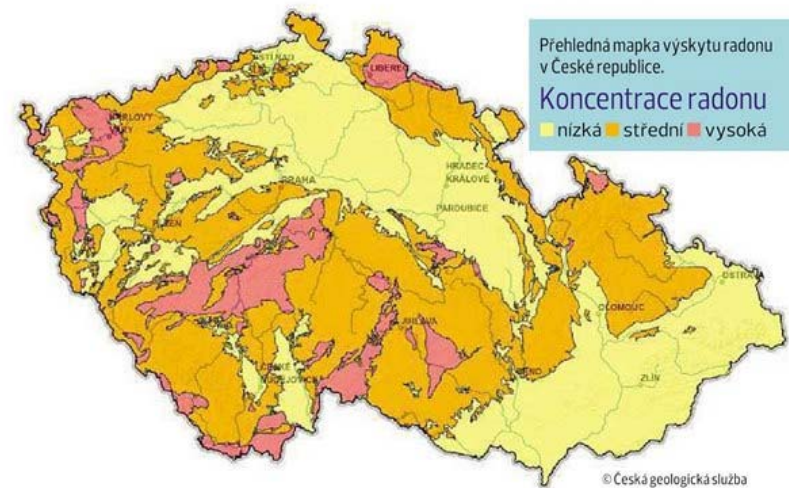 Přehledná mapka výskytu radonu
v České republice.
Koncentrace radonu
nízká střední vysoká
LIBEREC
KARLOVY
VARY
PRAHA
HRADEC
KRÁLOVÉ
PARDUBICE
PLZEŇ
OSTRAVA
OLOMOUC
JIHLAVA
ČESKÉ
BUDĚJOVICE
BRNO
ZLÍN
© Česká geologická služba